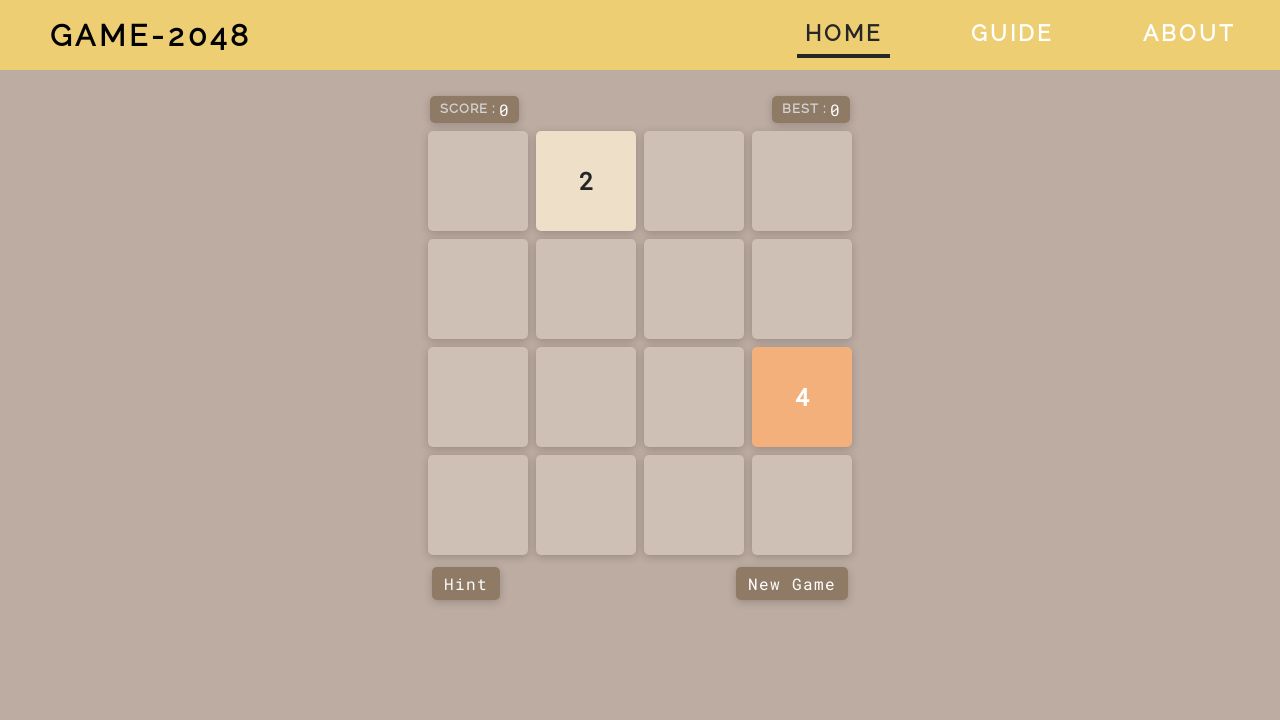 GAME-2048
HOME GUIDE ABOUT
SCORE : 0
BEST : 0
2
4
Hint
New Game